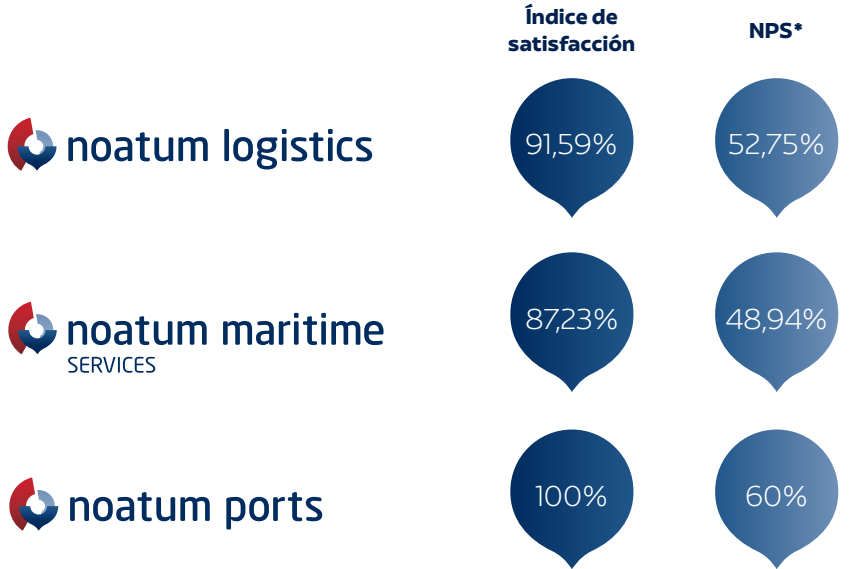 Índice de
satisfacción
NPS*
noatum logistics
91,59%
52,75%
noatum maritime
SERVICES
87,23%
48,94%
noatum ports
100%
60%